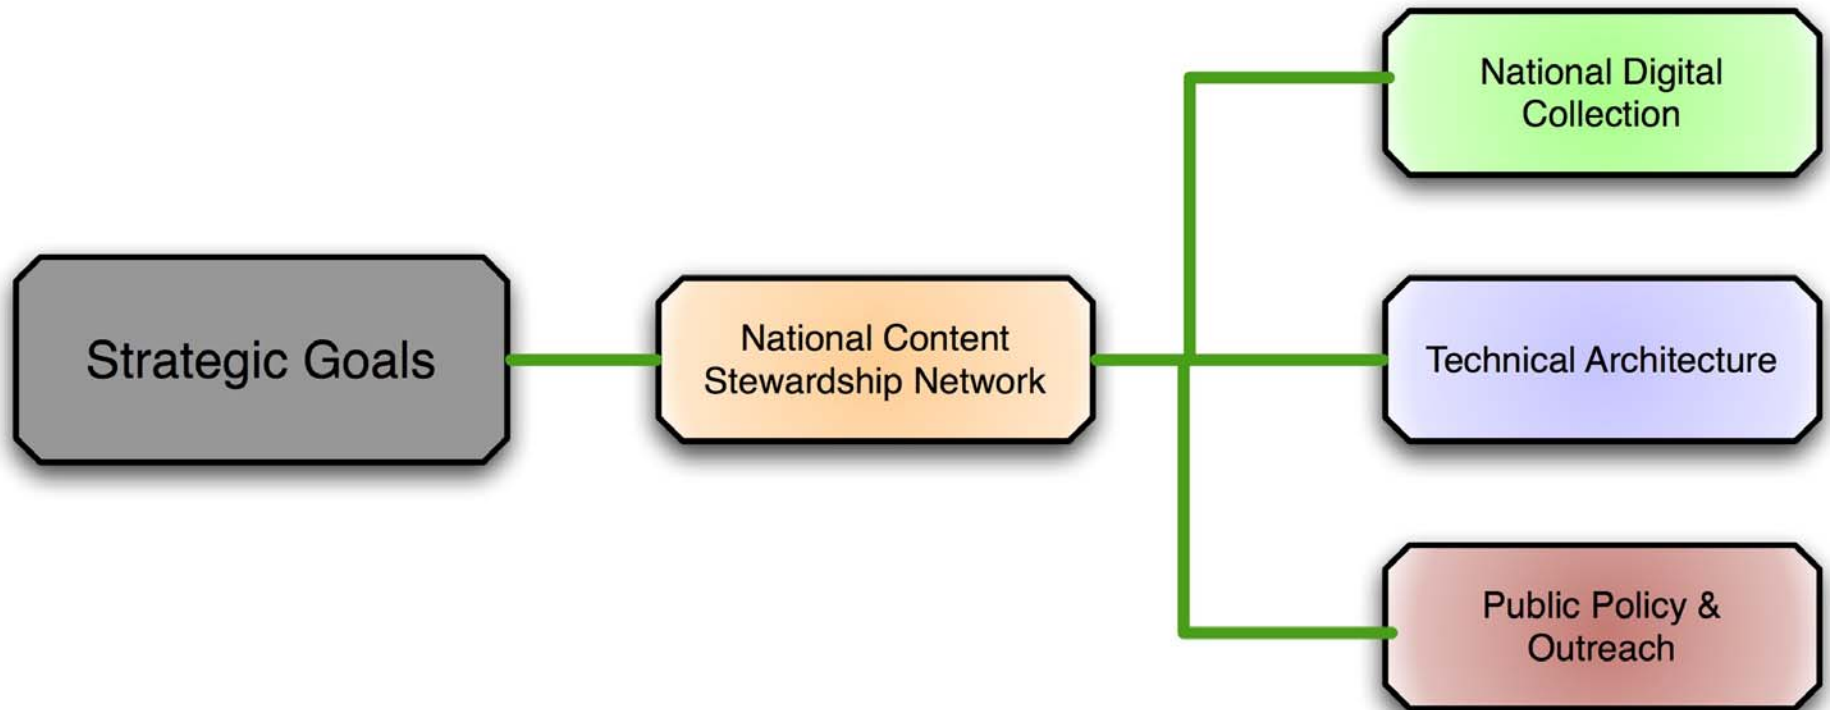 Strategic Goals
National Content
Stewardship Network
National Digital
Collection
Technical Architecture
Public Policy &
Outreach